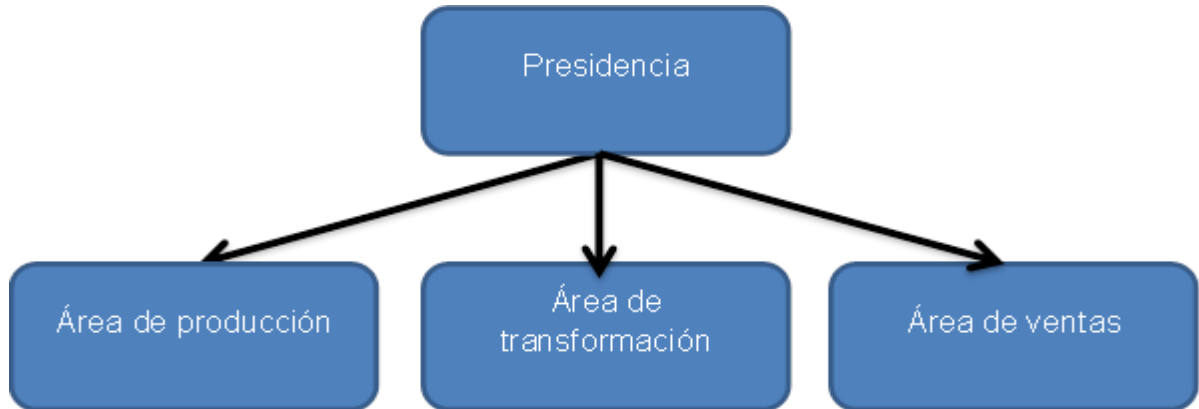 Presidencia
Área de producción
Área de
transformación
Área de ventas